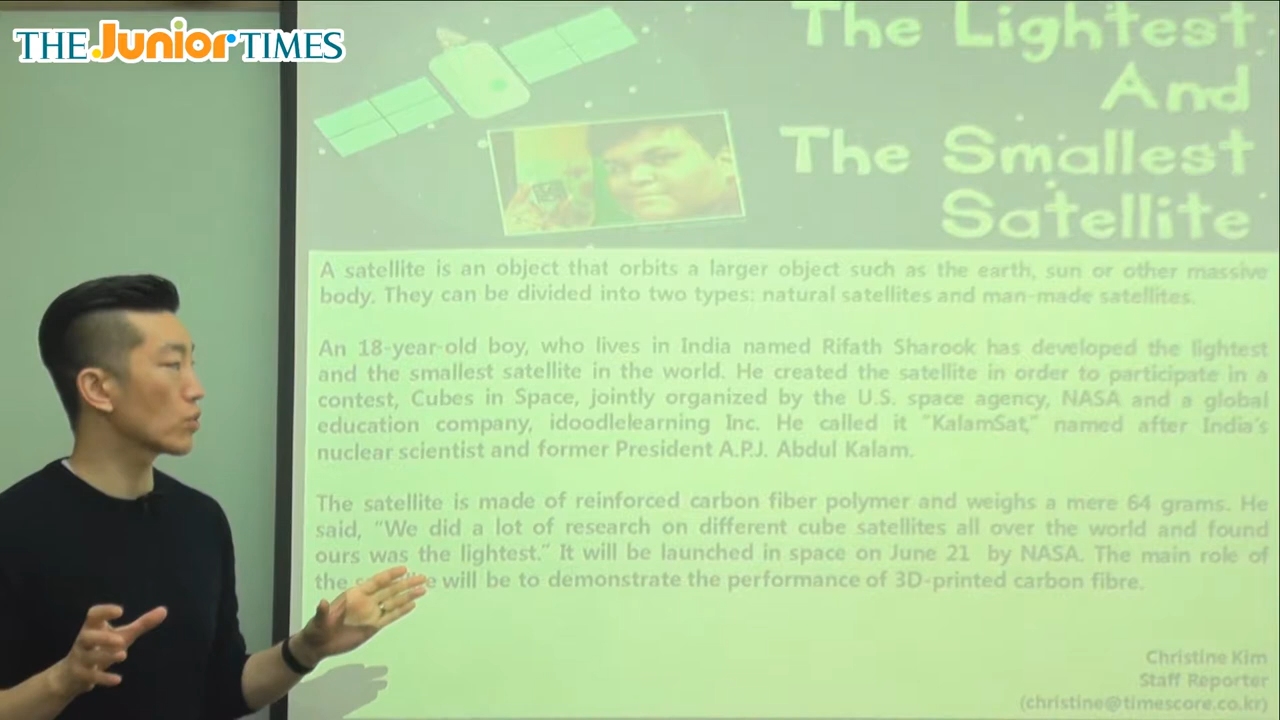 THE Junior TIMES
The Lightest
And
The Smallest
Satellite
A satellite is an object that orbits a larger object such as the earth, sun or other massive
body. They can be divided into two types: natural satellites and man-made satellites.
An 18-year-old boy, who lives in India named Rifath Sharook has developed the lightest
and the smallest satellite in the world. He created the satellite in order to participate in a
contest, Cubes in Space, jointly organized by the U.S. space agency, NASA and a global
education company, idoodlelearning Inc. He called it "KalamSat," named after India's
nuclear scientist and former President A.P.J. Abdul Kalam.
The satellite is made of reinforced carbon fiber polymer and weighs a mere 64 grams. He
said, "We did a lot of research on different cube satellites all over the world and found
ours was the lightest." It will be launched in space on June 21 by NASA. The main role of
the will be to demonstrate the performance of 3D-printed carbon fibre.
Christine Kim
Staff Reporter
(christine@timescore.co.kr)